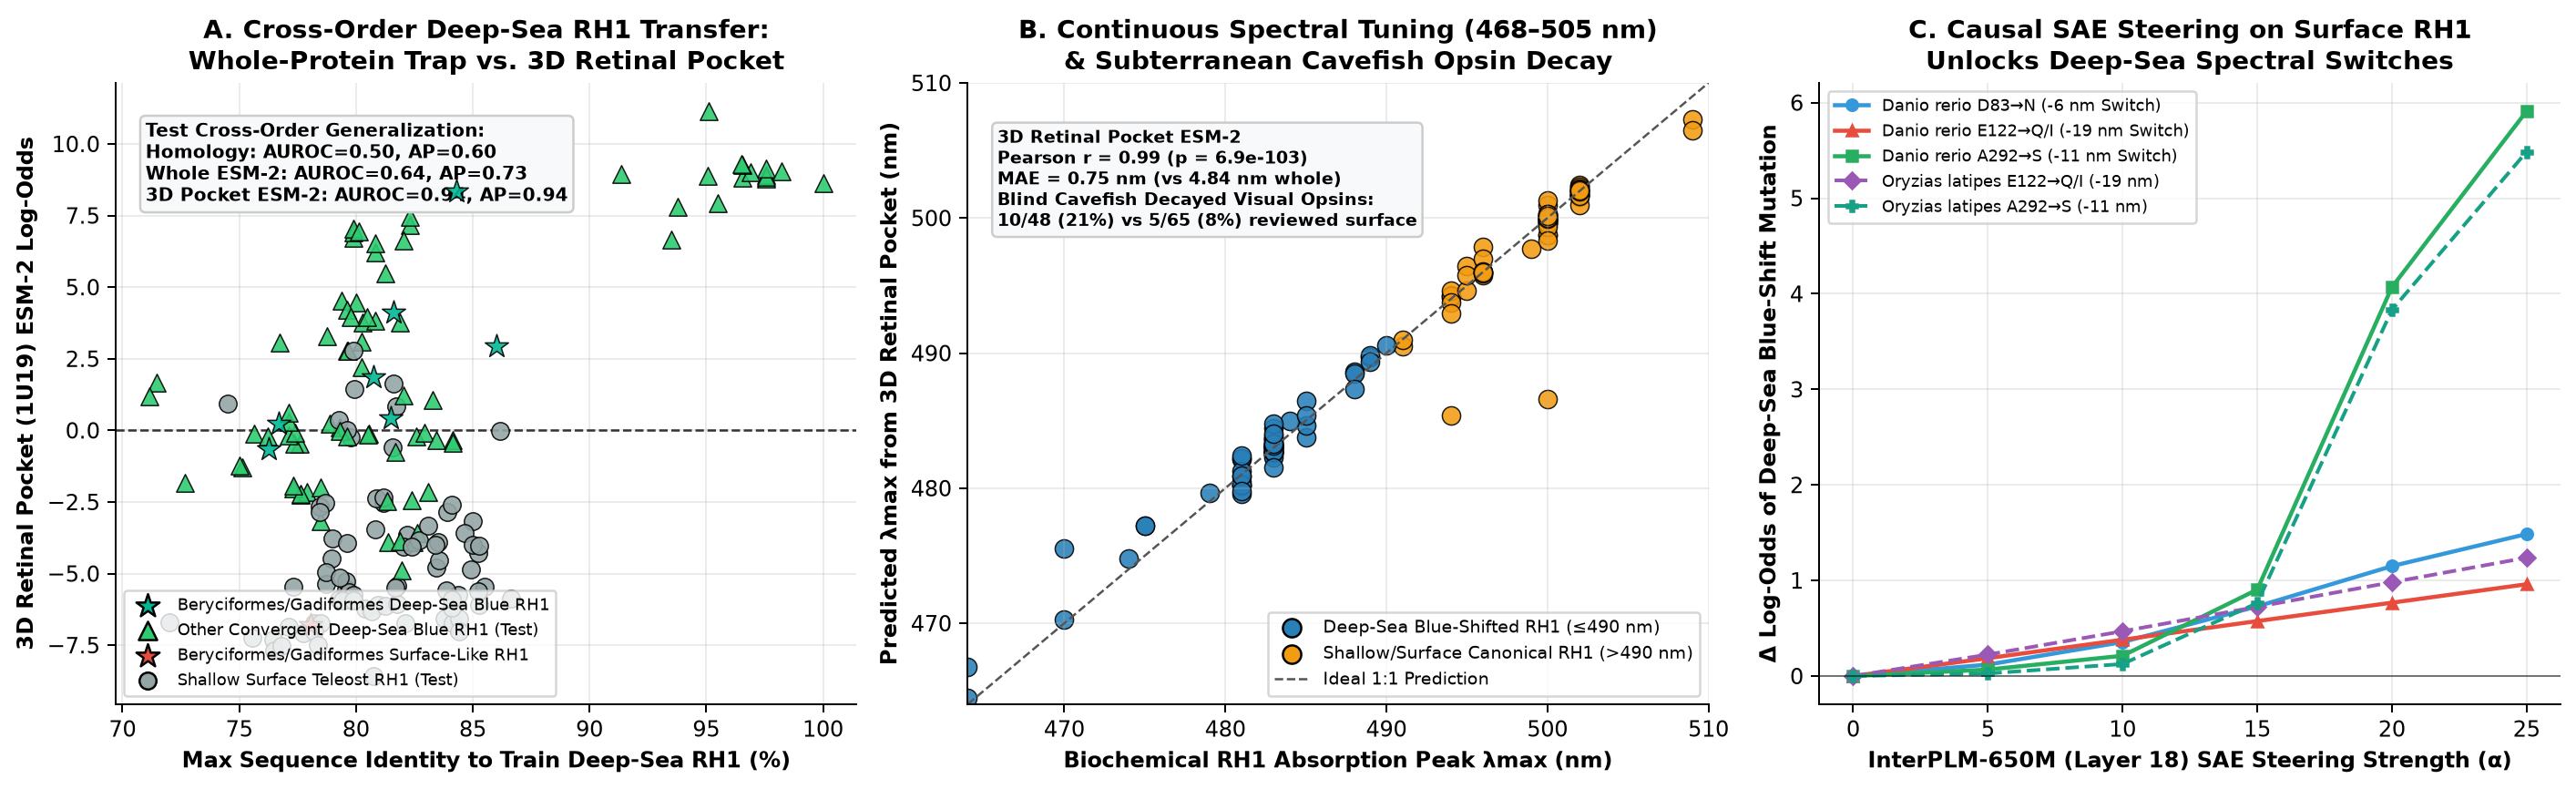 A. Cross-Order Deep-Sea RH1 Transfer:
Whole-Protein Trap vs. 3D Retinal Pocket
3D Retinal Pocket (1U19) ESM-2 Log-Odds
10.0
7.5
5.0
2.5
0.0
−2.5
−5.0
−7.5
Test Cross-Order Generalization:
Homology: AUROC=0.50, AP=0.60
Whole ESM-2: AUROC=0.64, AP=0.73
3D Pocket ESM-2: AP=0.94
Beryciformes/Gadiformes Deep-Sea Blue RH1
Other Convergent Deep-Sea Blue RH1 (Test)
Beryciformes/Gadiformes Surface-Like RH1
Shallow Surface Teleost RH1 (Test)
70 75 80 85 90 95 100
Max Sequence Identity to Train Deep-Sea RH1 (%)
B. Continuous Spectral Tuning (468–505 nm)
& Subterranean Cavefish Opsin Decay
Predicted λmax from 3D Retinal Pocket (nm)
510
500
490
480
470
3D Retinal Pocket ESM-2
Pearson r = 0.99 (p = 6.9e-103)
MAE = 0.75 nm (vs 4.84 nm whole)
Blind Cavefish Decayed Visual Opsins:
10/48 (21%) vs 5/65 (8%) reviewed surface
Deep-Sea Blue-Shifted RH1 (≤490 nm)
Shallow/Surface Canonical RH1 (>490 nm)
Ideal 1:1 Prediction
470 480 490 500 510
Biochemical RH1 Absorption Peak λmax (nm)
C. Causal SAE Steering on Surface RH1
Unlocks Deep-Sea Spectral Switches
Δ Log-Odds of Deep-Sea Blue-Shift Mutation
6
5
4
3
2
1
0
Danio rerio D83→N (-6 nm Switch)
Danio rerio E122→Q/I (-19 nm Switch)
Danio rerio A292→S (-11 nm Switch)
Oryzias latipes E122→Q/I (-19 nm)
Oryzias latipes A292→S (-11 nm)
0 5 10 15 20 25
InterPLM-650M (Layer 18) SAE Steering Strength (α)